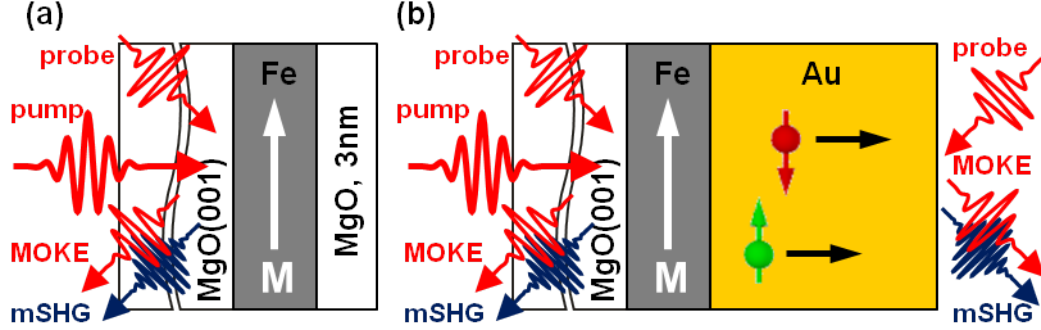 (a)
probe
pump
MOKE
mSHG
MgO(001)
Fe
M
MgO, 3nm
(b)
probe
pump
MOKE
mSHG
MgO(001)
Fe
M
Au
probe
MOKE
mSHG